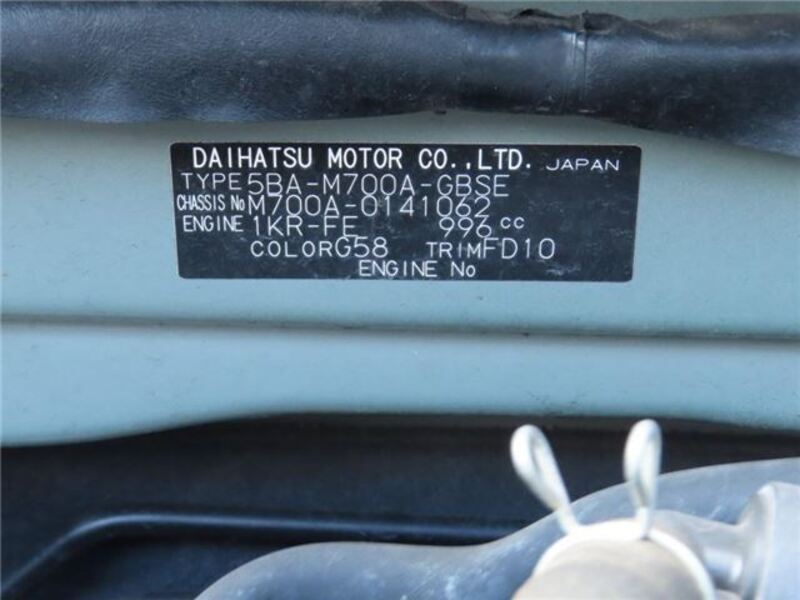 DAIHATSU MOTOR CO.,LTD. JAPAN
TYPE 5BA-M700A-GBSE
CHASSIS No M700A-0141062
ENGINE 1KR-FE 996 cc
COLOR G58 TRIM FD10
ENGINE No